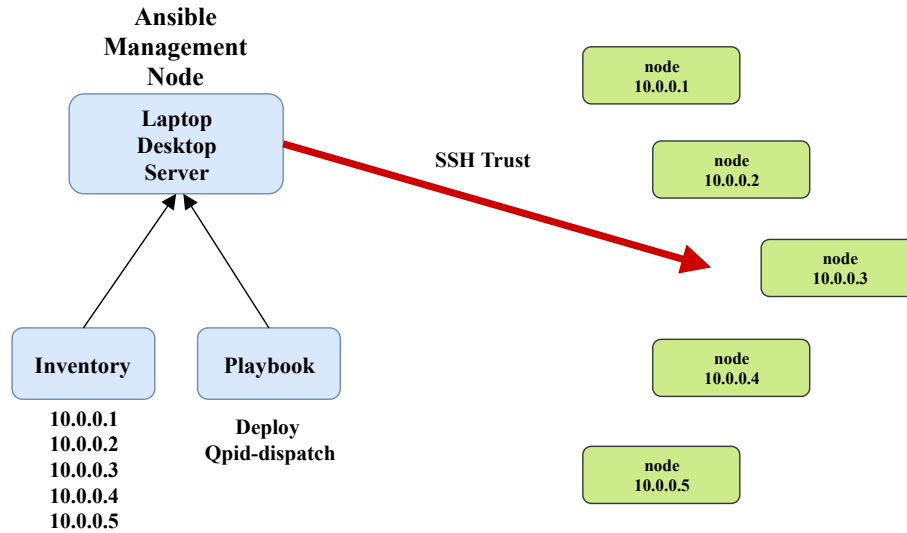 Ansible
Management
Node
Laptop
Desktop
Server
SSH Trust
Inventory
10.0.0.1
10.0.0.2
10.0.0.3
10.0.0.4
10.0.0.5
Playbook
Deploy
Qpid-dispatch
node
10.0.0.1
node
10.0.0.2
node
10.0.0.3
node
10.0.0.4
node
10.0.0.5